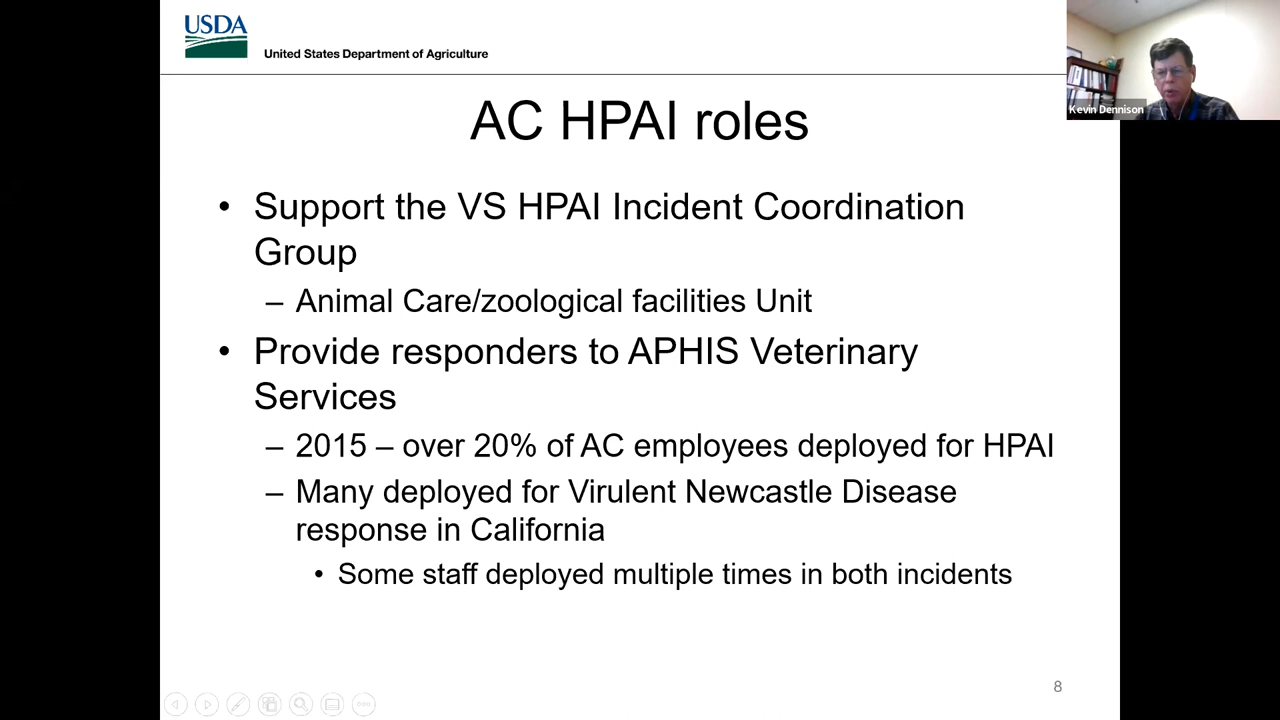 USDA
United States Department of Agriculture
Kevin Dennison
AC HPAI roles
• Support the VS HPAI Incident Coordination
Group
– Animal Care/zoological facilities Unit
• Provide responders to APHIS Veterinary
Services
– 2015 – over 20% of AC employees deployed for HPAI
– Many deployed for Virulent Newcastle Disease
response in California
• Some staff deployed multiple times in both incidents
8